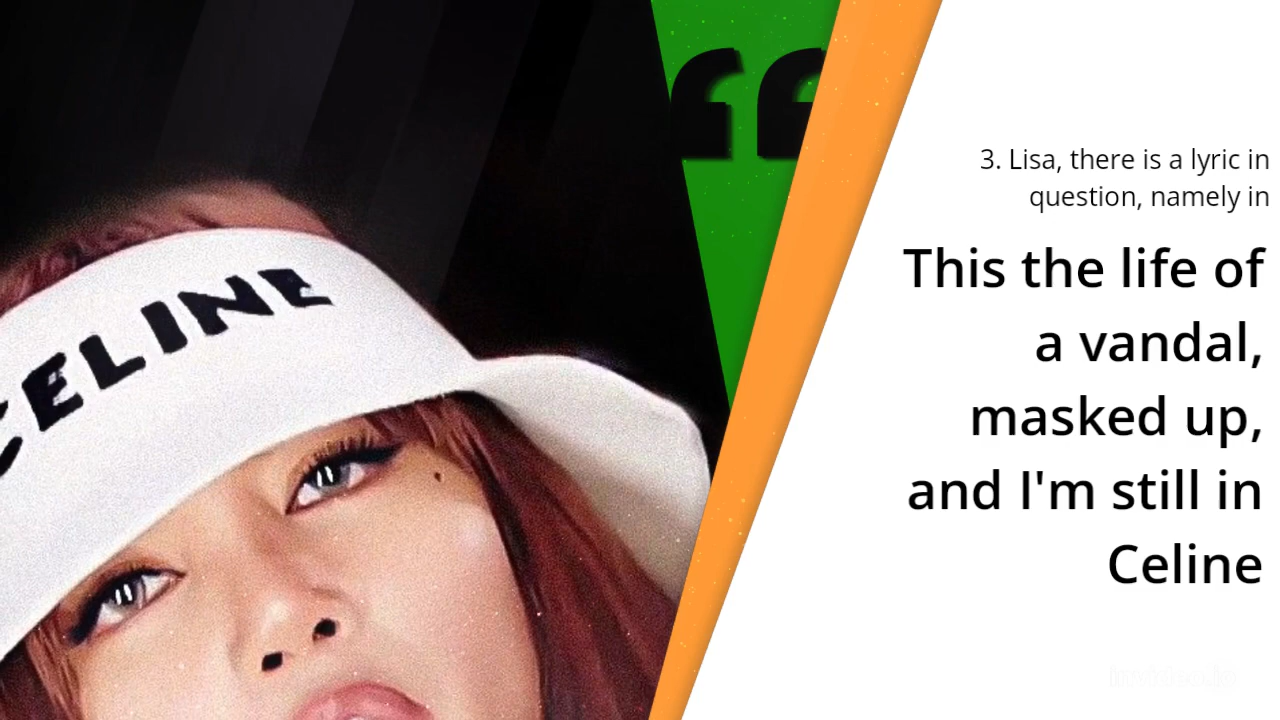 CELINE
3. Lisa, there is a lyric in
question, namely in
This the life of
a vandal,
masked up,
and I'm still in
Celine